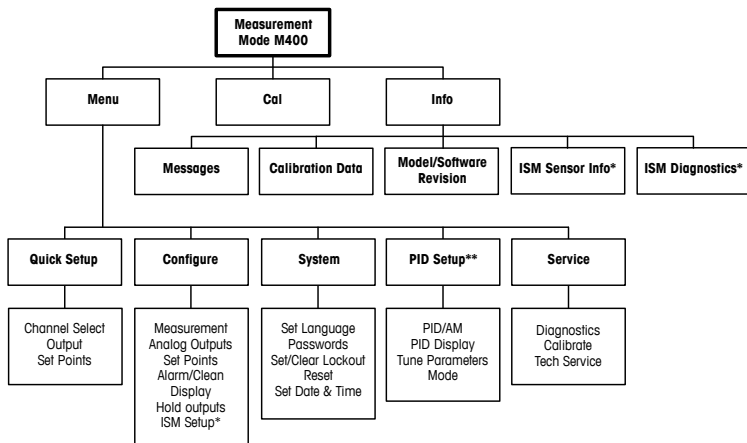 Measurement
Mode M400
Menu
Cal
Info
Messages
Calibration Data
Model/Software
Revision
ISM Sensor Info*
ISM Diagnostics*
Quick Setup
Configure
System
PID Setup**
Service
Channel Select
Output
Set Points
Measurement
Analog Outputs
Set Points
Alarm/Clean
Display
Hold outputs
ISM Setup*
Set Language
Passwords
Set/Clear Lockout
Reset
Set Date & Time
PID/AM
PID Display
Tune Parameters
Mode
Diagnostics
Calibrate
Tech Service